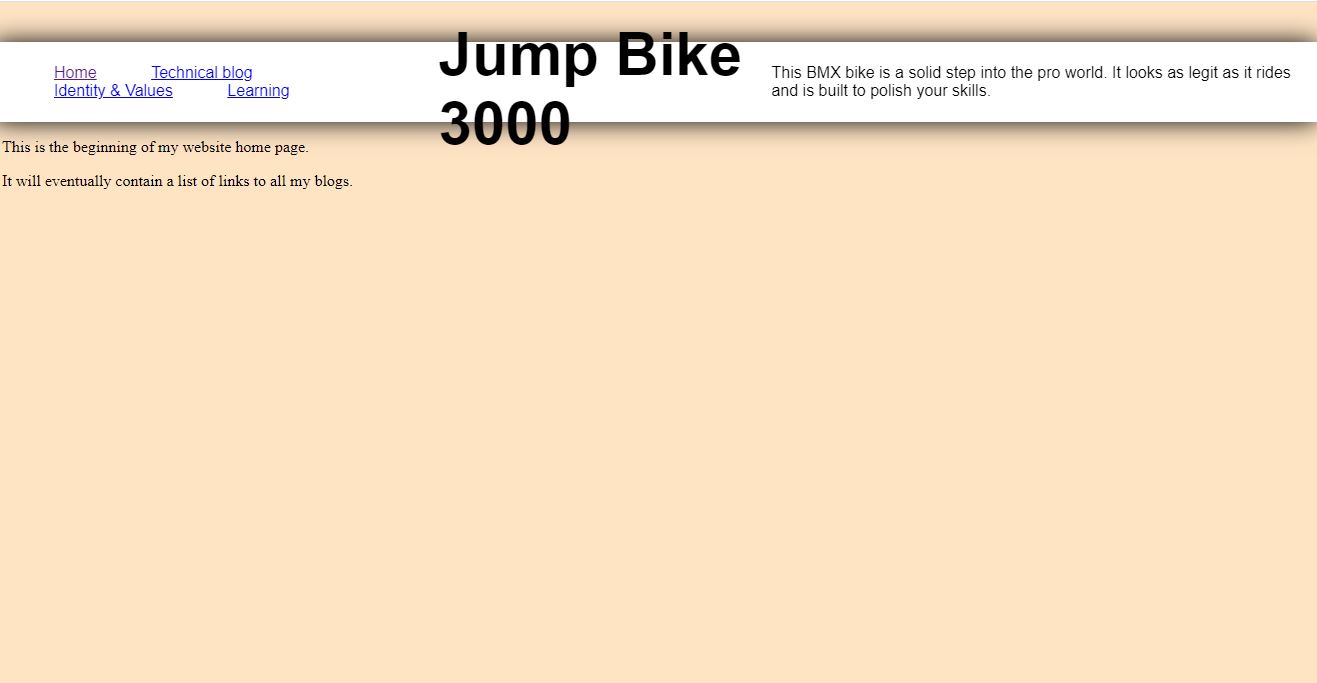 Home Technical blog
Identity & Values Learning
Jump Bike
3000
This BMX bike is a solid step into the pro world. It looks as legit as it rides
and is built to polish your skills.
This is the beginning of my website home page.
It will eventually contain a list of links to all my blogs.